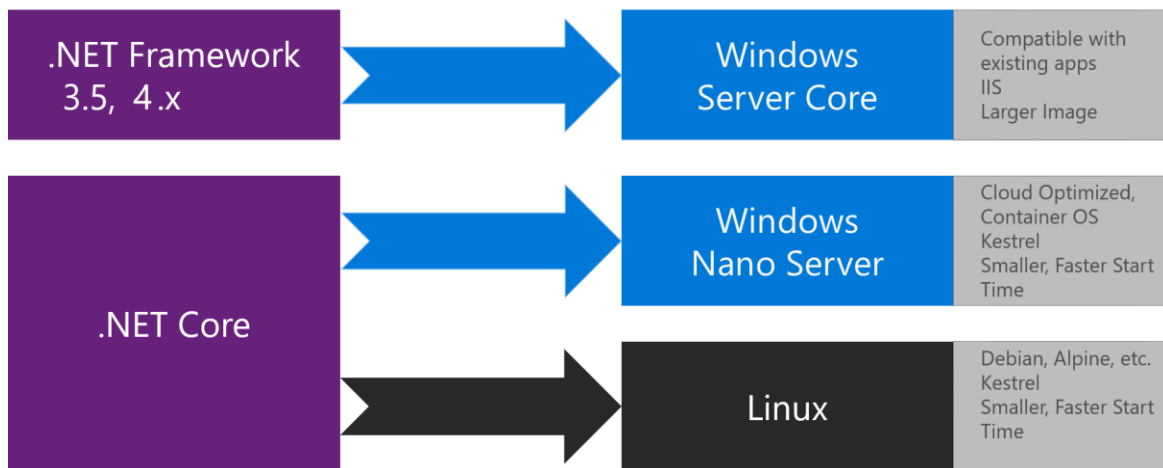 .NET Framework
3.5, 4.x
Windows
Server Core
Compatible with
existing apps
IIS
Larger Image
.NET Core
Windows
Nano Server
Cloud Optimized,
Container OS
Kestrel
Smaller, Faster Start
Time
Linux
Debian, Alpine, etc.
Kestrel
Smaller, Faster Start
Time